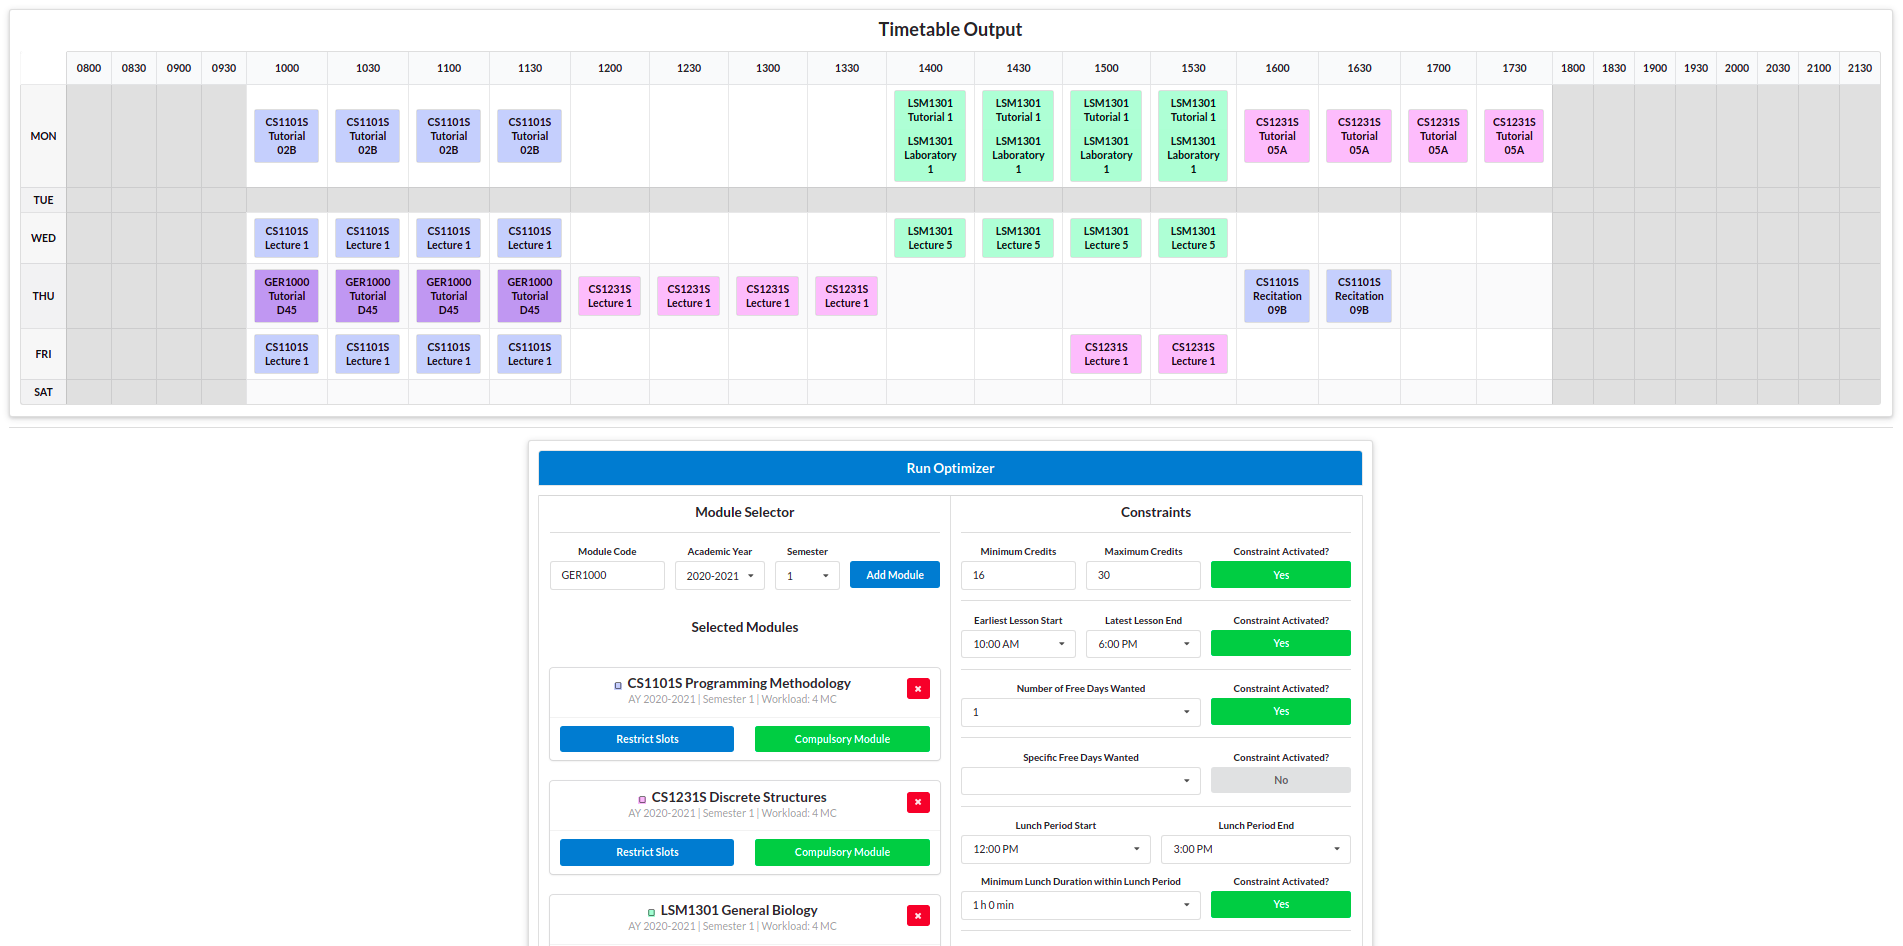 Timetable Output
0800 0830 0900 0930 1000 1030 1100 1130 1200 1230 1300 1330 1400 1430 1500 1530 1600 1630 1700 1730 1800 1830 1900 1930 2000 2030 2100 2130
MON
CS1101S Tutorial 02B
CS1101S Tutorial 02B
CS1101S Tutorial 02B
CS1101S Tutorial 02B
LSM1301 Tutorial 1
LSM1301 Laboratory 1
LSM1301 Tutorial 1
LSM1301 Laboratory 1
LSM1301 Tutorial 1
LSM1301 Laboratory 1
LSM1301 Tutorial 1
LSM1301 Laboratory 1
CS1231S Tutorial 05A
CS1231S Tutorial 05A
CS1231S Tutorial 05A
CS1231S Tutorial 05A
TUE
WED
CS1101S Lecture 1
CS1101S Lecture 1
CS1101S Lecture 1
CS1101S Lecture 1
LSM1301 Lecture 5
LSM1301 Lecture 5
LSM1301 Lecture 5
LSM1301 Lecture 5
THU
GER1000 Tutorial D45
GER1000 Tutorial D45
GER1000 Tutorial D45
GER1000 Tutorial D45
CS1231S Lecture 1
CS1231S Lecture 1
CS1231S Lecture 1
CS1231S Lecture 1
CS1101S Recitation 09B
CS1101S Recitation 09B
FRI
CS1101S Lecture 1
CS1101S Lecture 1
CS1101S Lecture 1
CS1101S Lecture 1
CS1231S Lecture 1
CS1231S Lecture 1
SAT
Run Optimizer
Module Selector
Module Code Academic Year Semester
GER1000 2020-2021 1 Add Module
Selected Modules
CS1101S Programming Methodology
AY 2020-2021 | Semester 1 | Workload: 4 MC
Restrict Slots Compulsory Module
CS1231S Discrete Structures
AY 2020-2021 | Semester 1 | Workload: 4 MC
Restrict Slots Compulsory Module
LSM1301 General Biology
AY 2020-2021 | Semester 1 | Workload: 4 MC
Constraints
Minimum Credits Maximum Credits Constraint Activated?
16 30 Yes
Earliest Lesson Start Latest Lesson End Constraint Activated?
10:00 AM 6:00 PM Yes
Number of Free Days Wanted Constraint Activated?
1 Yes
Specific Free Days Wanted Constraint Activated?
No
Lunch Period Start Lunch Period End
12:00 PM 3:00 PM
Minimum Lunch Duration within Lunch Period Constraint Activated?
1 h 0 min Yes